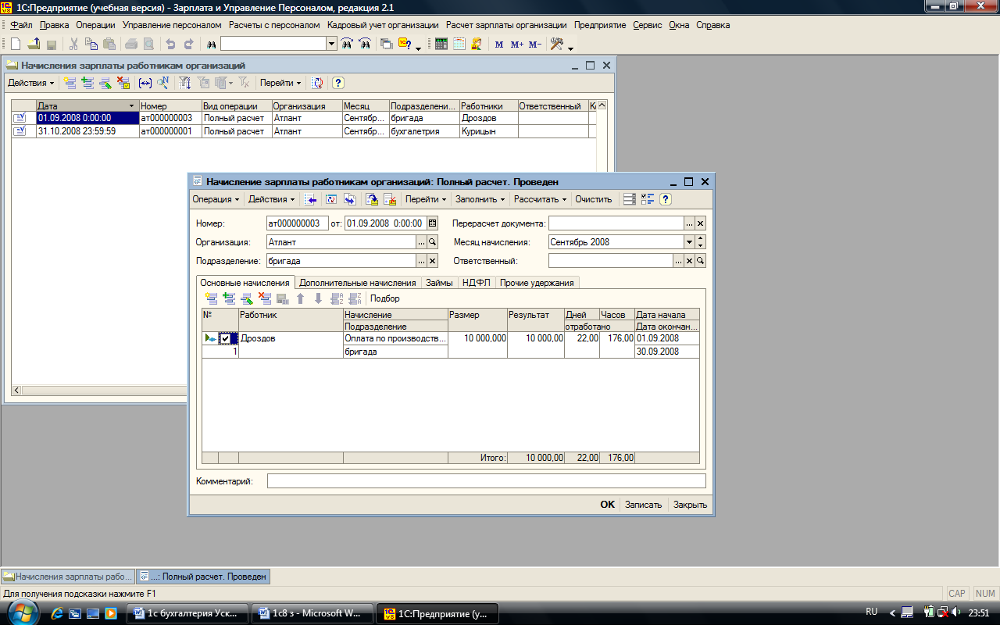 1С:Предприятие (учебная версия) - Зарплата и Управление Персоналом, редакция 2.1
Файл Правка Операции Управление персоналом Расчеты с персоналом Кадровый учет организации Расчет зарплаты организации Предприятие Сервис Окна Справка
M M+ M-
Начисления зарплаты работникам организаций
Действия Перейти
Дата Номер Вид операции Организация Месяц Подразделени... Работники Ответственный К
01.09.2008 0:00:00 ат000000003 Полный расчет Атлант Сентябр... бригада Дроздов
31.10.2008 23:59:59 ат000000001 Полный расчет Атлант Сентябр... бухгалетрия Курицын
Начисление зарплаты работникам организаций: Полный расчет. Проведен
Операция Действия Перейти Заполнить Рассчитать Очистить
Номер: ат000000003 от: 01.09.2008 0:00:00 Перерасчет документа:
Организация: Атлант Месяц начисления: Сентябрь 2008
Подразделение: бригада Ответственный:
Основные начисления Дополнительные начисления Займы НДФЛ Прочие удержания
Подбор
№ Работник Начисление Размер Результат Дней Часов Дата начала
Подразделение отработано Дата окончан...
Дроздов Оплата по производств... 10 000,000 10 000,00 22,00 176,00 01.09.2008
1 бригада 30.09.2008
Итого: 10 000,00 22,00 176,00
Комментарий:
OK Записать Закрыть
Начисления зарплаты рабо... ...: Полный расчет. Проведен
Для получения подсказки нажмите F1 CAP NUM
1с бухгалтерия Уск... 1с8 з - Microsoft W... 1С:Предприятие (у... RU 23:51